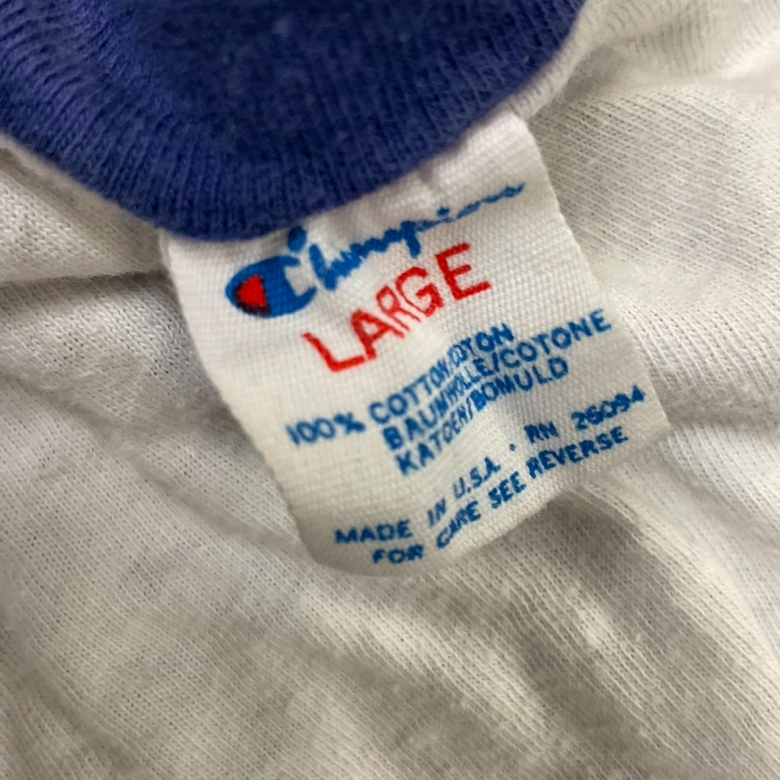 Champion
LARGE
100% COTTON/COTON
BAUMWOLLE/COTONE
KATOEN/BOMULD
MADE IN U.S.A. · RN 26094
FOR CARE SEE REVERSE